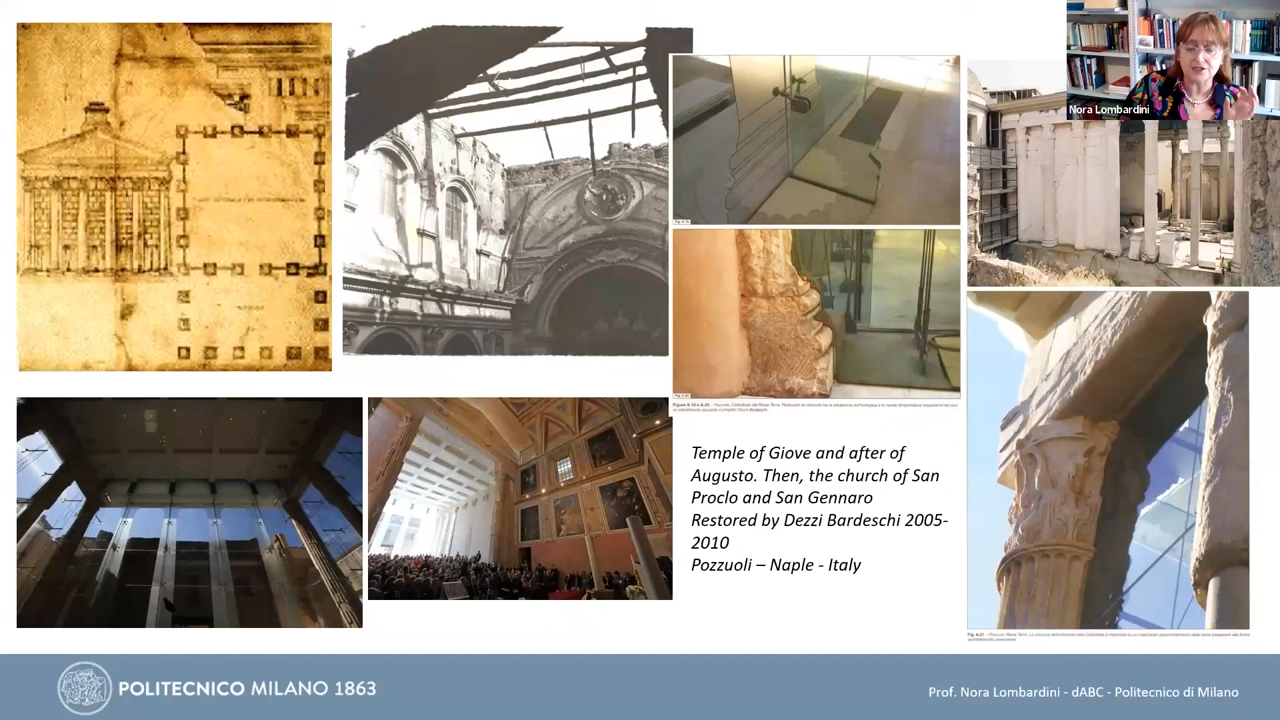 Nora Lombardini
Temple of Giove and after of
Augusto. Then, the church of San
Proclo and San Gennaro
Restored by Dezzi Bardeschi 2005-
2010
Pozzuoli – Naple - Italy
POLITECNICO MILANO 1863
Prof. Nora Lombardini - dABC - Politecnico di Milano